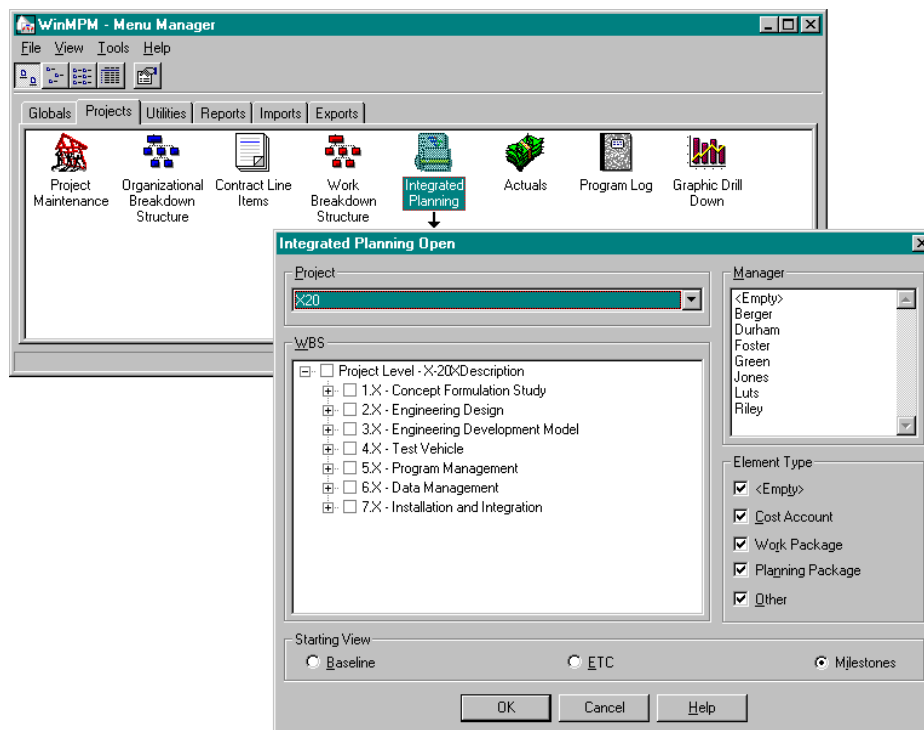 WinMPM - Menu Manager
File View Tools Help
Globals Projects Utilities Reports Imports Exports
Project Maintenance
Organizational Breakdown Structure
Contract Line Items
Work Breakdown Structure
Integrated Planning
Actuals
Program Log
Graphic Drill Down
Integrated Planning Open
Project
X20
WBS
Project Level - X-20XDescription
1.X - Concept Formulation Study
2.X - Engineering Design
3.X - Engineering Development Model
4.X - Test Vehicle
5.X - Program Management
6.X - Data Management
7.X - Installation and Integration
Manager
<Empty>
Berger
Durham
Foster
Green
Jones
Luts
Riley
Element Type
<Empty>
Cost Account
Work Package
Planning Package
Other
Starting View
Baseline ETC Milestones
OK Cancel Help